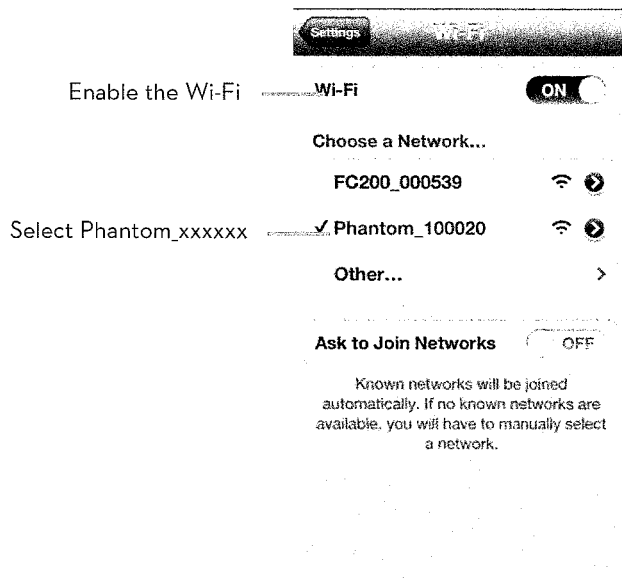 Settings
Wi-Fi
Enable the Wi-Fi
Wi-Fi
ON
Choose a Network...
FC200_000539
Select Phantom_xxxxxx
✓ Phantom_100020
Other...
Ask to Join Networks
OFF
Known networks will be joined
automatically. If no known networks are
available, you will have to manually select
a network.